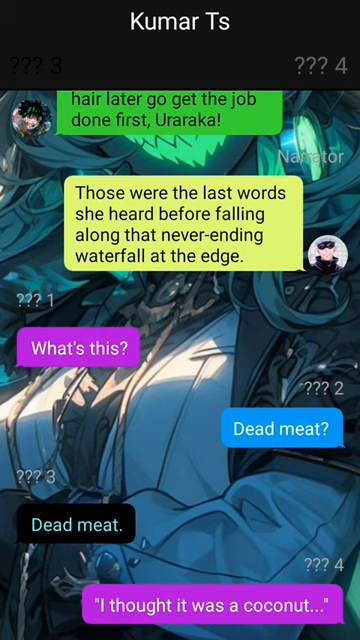 Kumar Ts
??? 3
??? 4
hair later go get the job
done first, Uraraka!
Narrator
Those were the last words
she heard before falling
along that never-ending
waterfall at the edge.
??? 1
What's this?
??? 2
Dead meat?
??? 3
Dead meat.
??? 4
"I thought it was a coconut..."